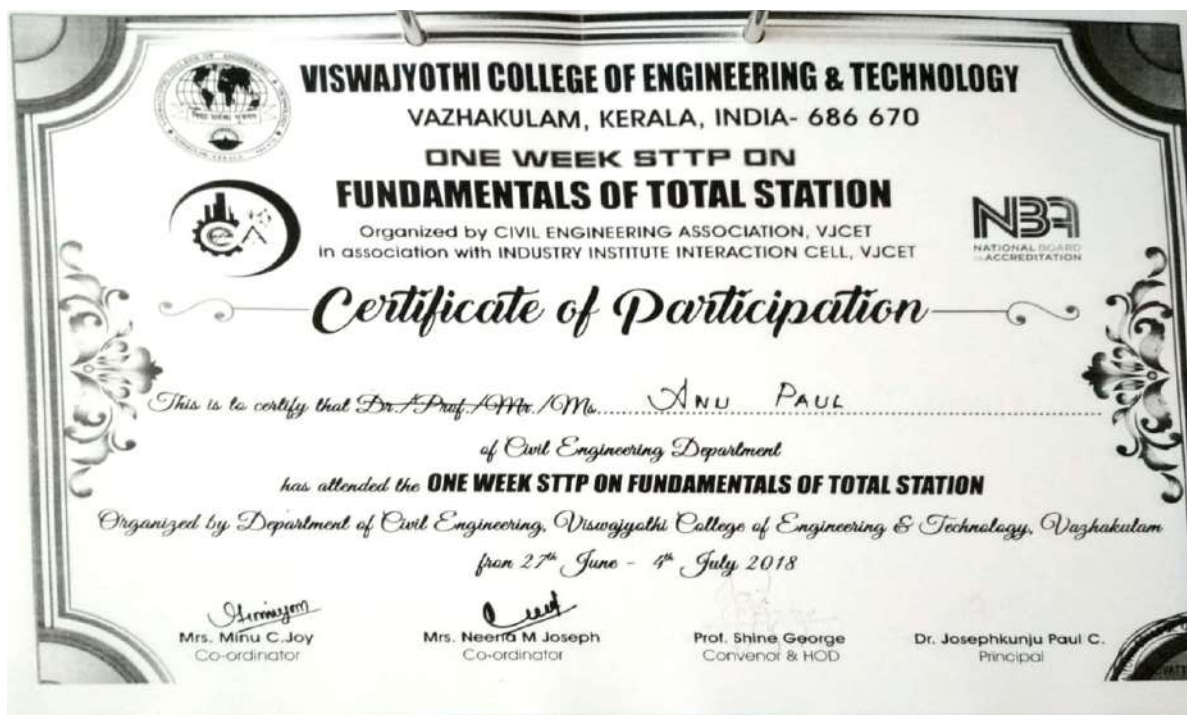 VISWAJYOTHI COLLEGE OF ENGINEERING & TECHNOLOGY
VAZHAKULAM, KERALA, INDIA- 686 670
ONE WEEK STTP ON
FUNDAMENTALS OF TOTAL STATION
Organized by CIVIL ENGINEERING ASSOCIATION, VJCET
in association with INDUSTRY INSTITUTE INTERACTION CELL, VJCET
NBA
NATIONAL BOARD
of ACCREDITATION
Certificate of Participation
This is to certify that Dr./Prof./Mr./Ms. ANU PAUL
of Civil Engineering Department
has attended the ONE WEEK STTP ON FUNDAMENTALS OF TOTAL STATION
Organized by Department of Civil Engineering, Viswajyothi College of Engineering & Technology, Vazhakulam
from 27th June - 4th July 2018
Mrs. Minu C.Joy
Co-ordinator
Mrs. Neena M Joseph
Co-ordinator
Prof. Shine George
Convenor & HOD
Dr. Josephkunju Paul C.
Principal